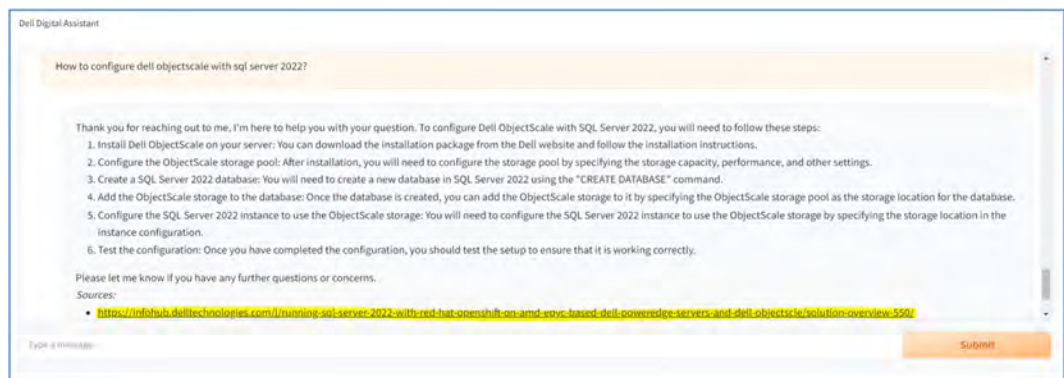 Dell Digital Assistant
How to configure dell objectscale with sql server 2022?
Thank you for reaching out to me, I'm here to help you with your question. To configure Dell ObjectScale with SQL Server 2022, you will need to follow these steps:
1. Install Dell ObjectScale on your server: You can download the installation package from the Dell website and follow the installation instructions.
2. Configure the ObjectScale storage pool: After installation, you will need to configure the storage pool by specifying the storage capacity, performance, and other settings.
3. Create a SQL Server 2022 database: You will need to create a new database in SQL Server 2022 using the "CREATE DATABASE" command.
4. Add the ObjectScale storage to the database: Once the database is created, you can add the ObjectScale storage to it by specifying the ObjectScale storage pool as the storage location for the database.
5. Configure the SQL Server 2022 instance to use the ObjectScale storage: You will need to configure the SQL Server 2022 instance to use the ObjectScale storage by specifying the storage location in the
instance configuration.
6. Test the configuration: Once you have completed the configuration, you should test the setup to ensure that it is working correctly.
Please let me know if you have any further questions or concerns.
Sources:
• https://infohub.delltechnologies.com/l/running-sql-server-2022-with-red-hat-openshift-on-amd-epyc-based-dell-poweredge-servers-and-dell-objectscle/solution-overview-550/
Type a message
Submit